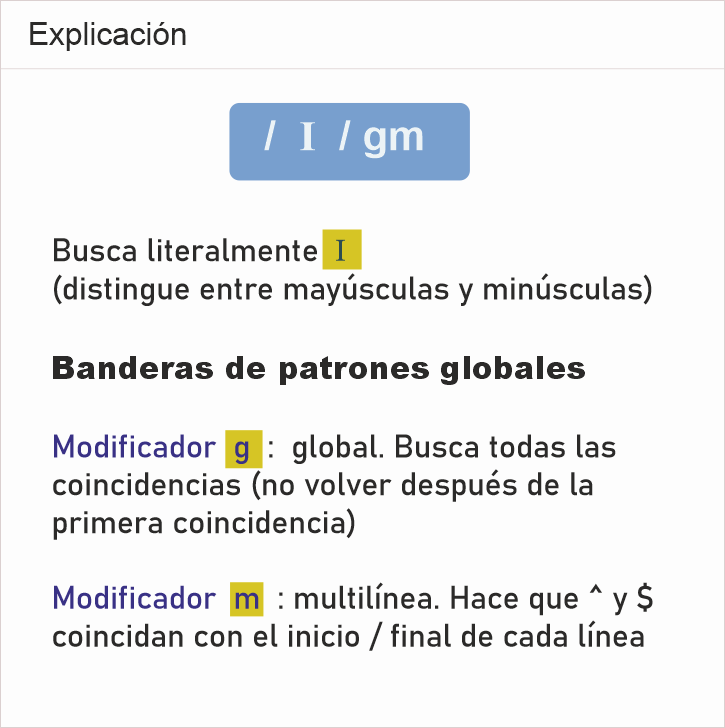 Explicación
/ I / gm
Busca literalmente I
(distingue entre mayúsculas y minúsculas)
Banderas de patrones globales
Modificador g : global. Busca todas las
coincidencias (no volver después de la
primera coincidencia)
Modificador m : multilínea. Hace que ^ y $
coincidan con el inicio / final de cada línea